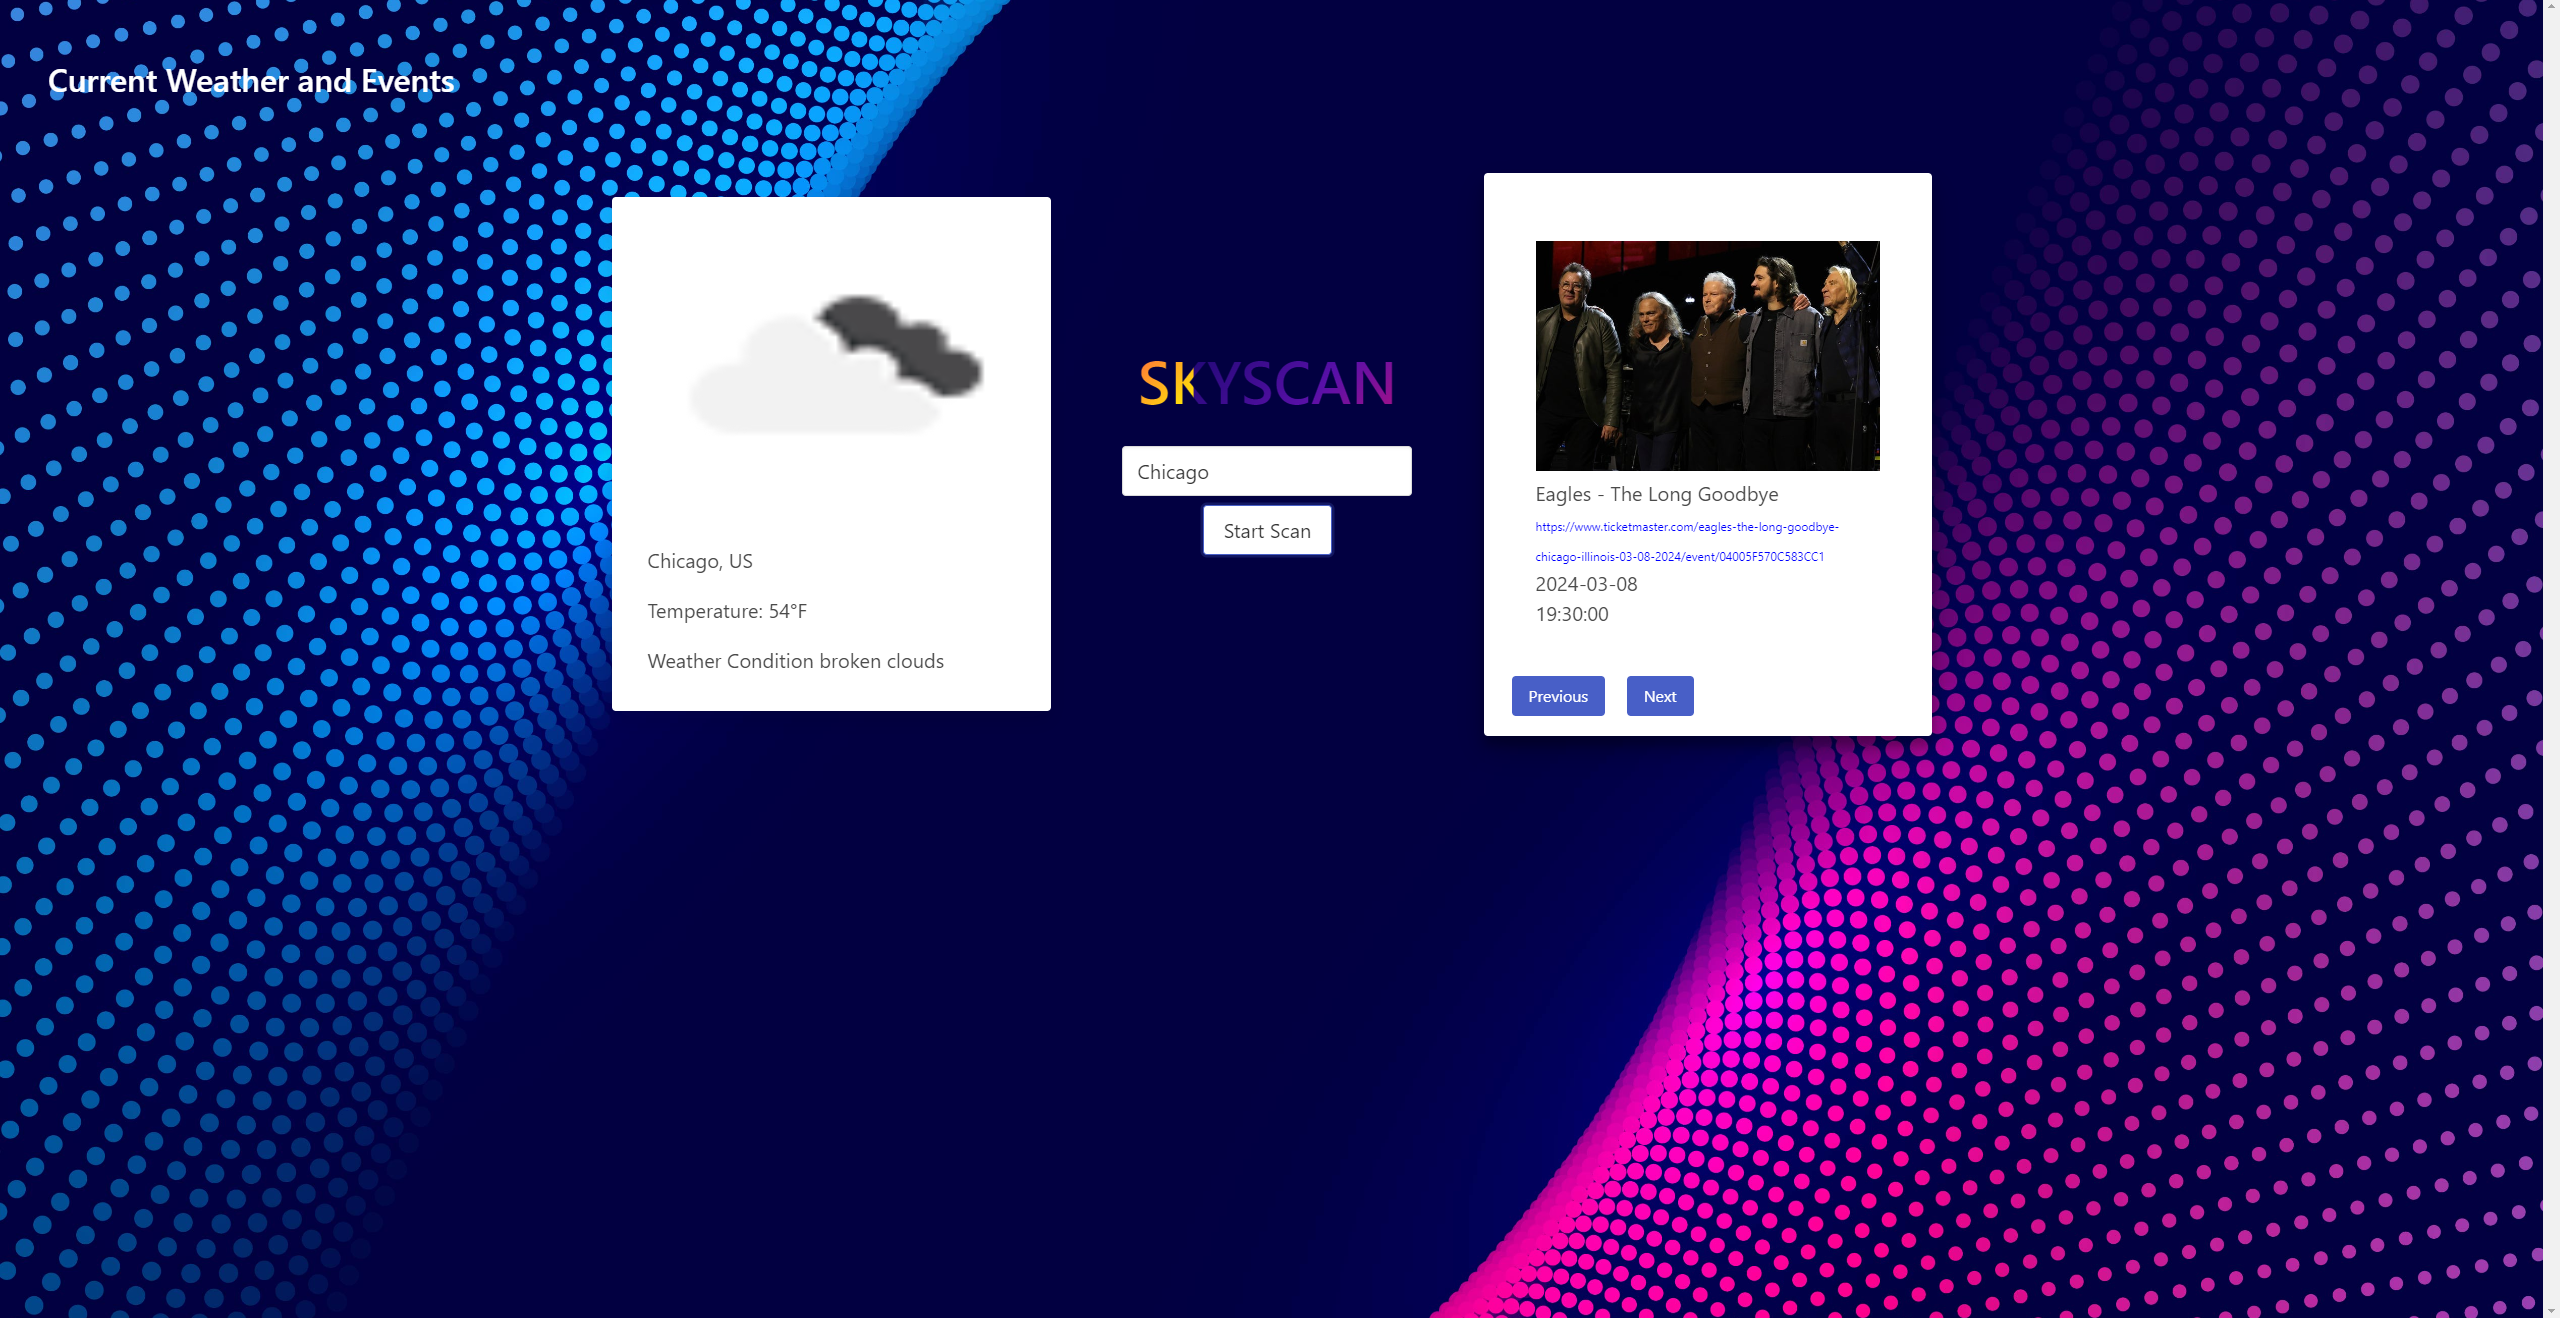 Current Weather and Events
Chicago, US
Temperature: 54°F
Weather Condition broken clouds
SKYSCAN
Chicago
Start Scan
Eagles - The Long Goodbye
https://www.ticketmaster.com/eagles-the-long-goodbye-
chicago-illinois-03-08-2024/event/04005F570C583CC1
2024-03-08
19:30:00
Previous Next